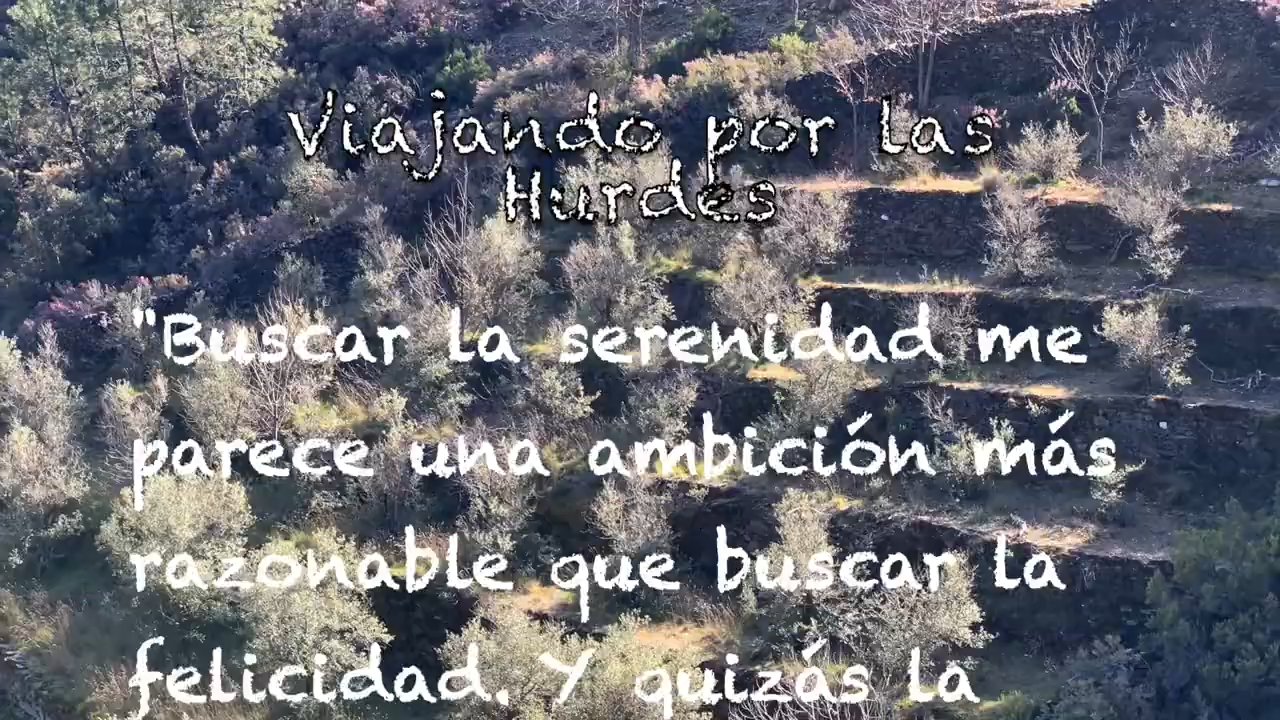 Viajando por las
Hurdes
"Buscar la serenidad me
parece una ambición más
razonable que buscar la
felicidad. Y quizás la